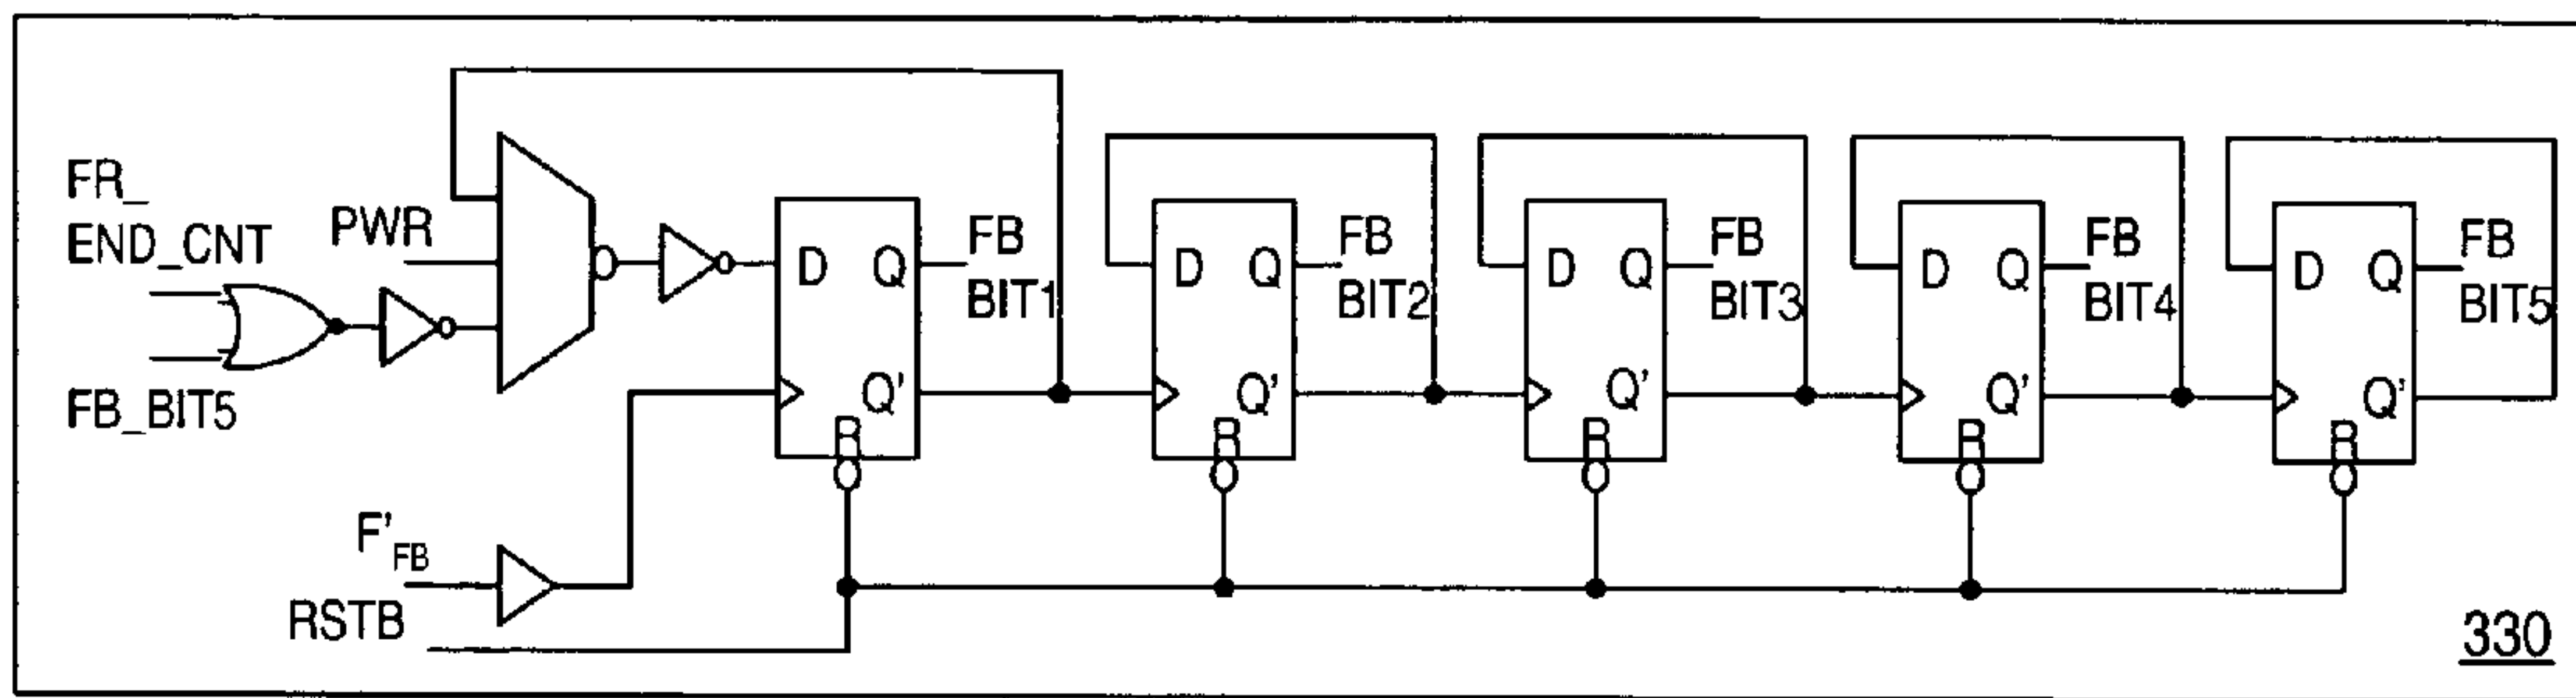 FR_
END_CNT
PWR
FB_BIT5
F'FB
RSTB
D Q
Q'
R
FB
BIT1
D Q
Q'
R
FB
BIT2
D Q
Q'
R
FB
BIT3
D Q
Q'
R
FB
BIT4
D Q
Q'
R
FB
BIT5
330